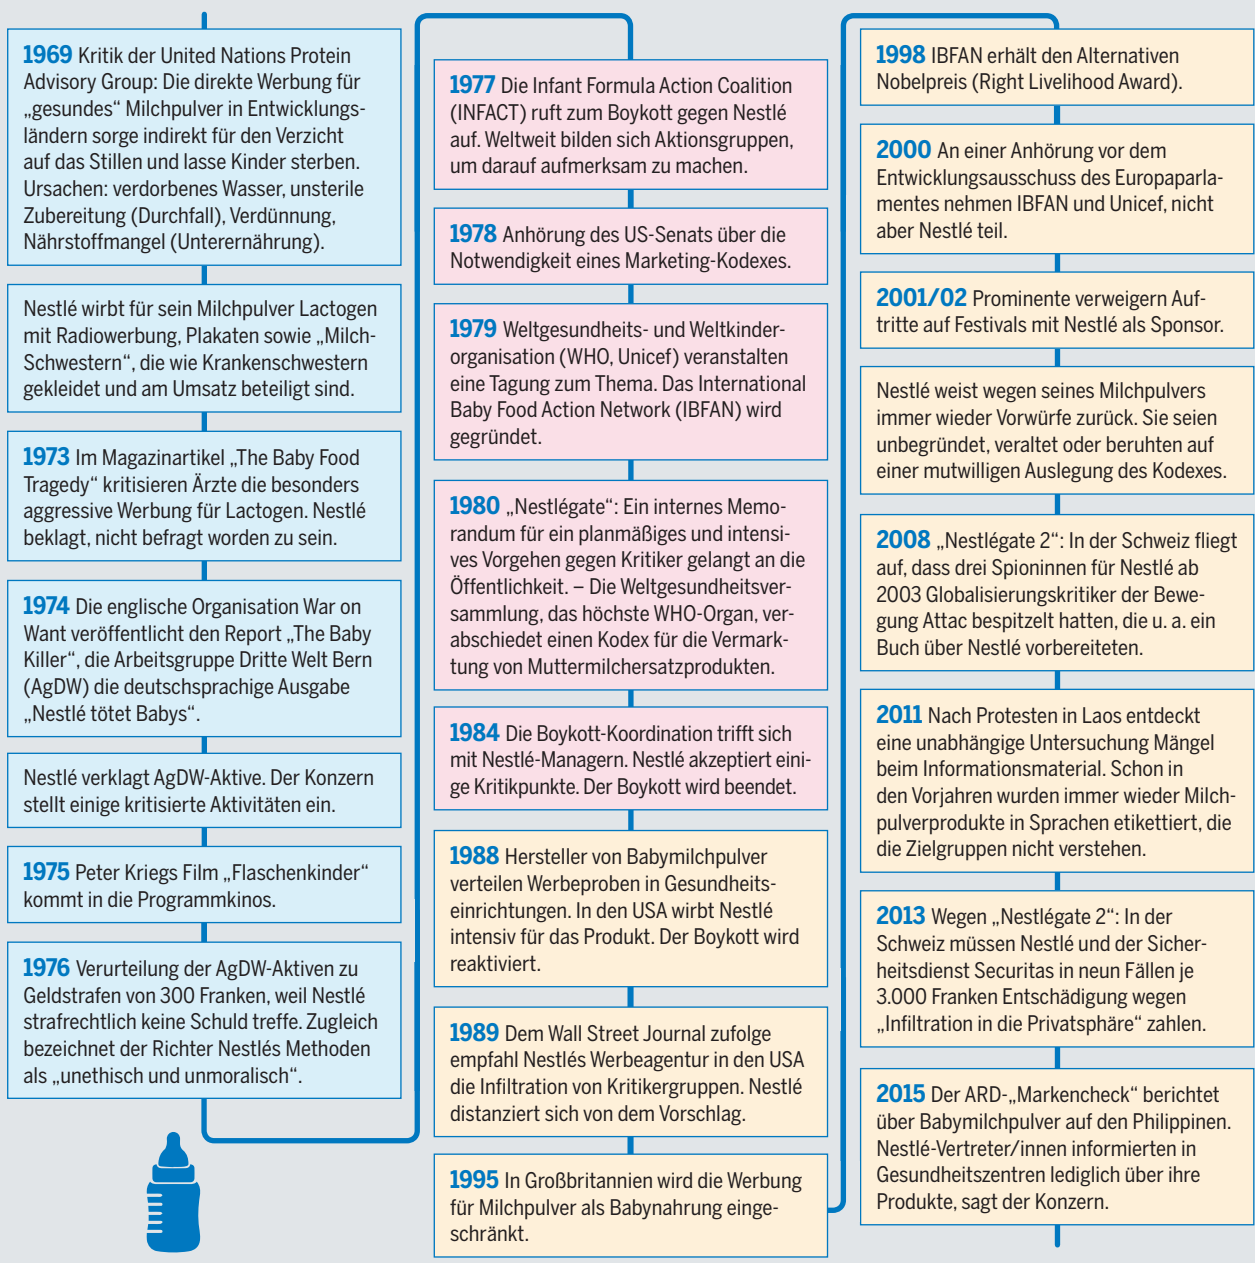 1969 Kritik der United Nations Protein
Advisory Group: Die direkte Werbung für
„gesundes“ Milchpulver in Entwicklungs-
ländern sorge indirekt für den Verzicht
auf das Stillen und lasse Kinder sterben.
Ursachen: verdorbenes Wasser, unsterile
Zubereitung (Durchfall), Verdünnung,
Nährstoffmangel (Unterernährung).
Nestlé wirbt für sein Milchpulver Lactogen
mit Radiowerbung, Plakaten sowie „Milch-
Schwestern“, die wie Krankenschwestern
gekleidet und am Umsatz beteiligt sind.
1973 Im Magazinartikel „The Baby Food
Tragedy“ kritisieren Ärzte die besonders
aggressive Werbung für Lactogen. Nestlé
beklagt, nicht befragt worden zu sein.
1974 Die englische Organisation War on
Want veröffentlicht den Report „The Baby
Killer“, die Arbeitsgruppe Dritte Welt Bern
(AgDW) die deutschsprachige Ausgabe
„Nestlé tötet Babys“.
Nestlé verklagt AgDW-Aktive. Der Konzern
stellt einige kritisierte Aktivitäten ein.
1975 Peter Kriegs Film „Flaschenkinder“
kommt in die Programmkinos.
1976 Verurteilung der AgDW-Aktiven zu
Geldstrafen von 300 Franken, weil Nestlé
strafrechtlich keine Schuld treffe. Zugleich
bezeichnet der Richter Nestlés Methoden
als „unethisch und unmoralisch“.
1977 Die Infant Formula Action Coalition
(INFACT) ruft zum Boykott gegen Nestlé
auf. Weltweit bilden sich Aktionsgruppen,
um darauf aufmerksam zu machen.
1978 Anhörung des US-Senats über die
Notwendigkeit eines Marketing-Kodexes.
1979 Weltgesundheits- und Weltkinder-
organisation (WHO, Unicef) veranstalten
eine Tagung zum Thema. Das International
Baby Food Action Network (IBFAN) wird
gegründet.
1980 „Nestlégate“: Ein internes Memo-
randum für ein planmäßiges und intensi-
ves Vorgehen gegen Kritiker gelangt an die
Öffentlichkeit. – Die Weltgesundheitsver-
sammlung, das höchste WHO-Organ, ver-
abschiedet einen Kodex für die Vermark-
tung von Muttermilchersatzprodukten.
1984 Die Boykott-Koordination trifft sich
mit Nestlé-Managern. Nestlé akzeptiert eini-
ge Kritikpunkte. Der Boykott wird beendet.
1988 Hersteller von Babymilchpulver
verteilen Werbeproben in Gesundheits-
einrichtungen. In den USA wirbt Nestlé
intensiv für das Produkt. Der Boykott wird
reaktiviert.
1989 Dem Wall Street Journal zufolge
empfahl Nestlés Werbeagentur in den USA
die Infiltration von Kritikergruppen. Nestlé
distanziert sich von dem Vorschlag.
1995 In Großbritannien wird die Werbung
für Milchpulver als Babynahrung einge-
schränkt.
1998 IBFAN erhält den Alternativen
Nobelpreis (Right Livelihood Award).
2000 An einer Anhörung vor dem
Entwicklungsausschuss des Europaparla-
mentes nehmen IBFAN und Unicef, nicht
aber Nestlé teil.
2001/02 Prominente verweigern Auf-
tritte auf Festivals mit Nestlé als Sponsor.
Nestlé weist wegen seines Milchpulvers
immer wieder Vorwürfe zurück. Sie seien
unbegründet, veraltet oder beruhten auf
einer mutwilligen Auslegung des Kodexes.
2008 „Nestlégate 2“: In der Schweiz fliegt
auf, dass drei Spioninnen für Nestlé ab
2003 Globalisierungskritiker der Bewe-
gung Attac bespitzelt hatten, die u. a. ein
Buch über Nestlé vorbereiteten.
2011 Nach Protesten in Laos entdeckt
eine unabhängige Untersuchung Mängel
beim Informationsmaterial. Schon in
den Vorjahren wurden immer wieder Milch-
pulverprodukte in Sprachen etikettiert, die
die Zielgruppen nicht verstehen.
2013 Wegen „Nestlégate 2“: In der
Schweiz müssen Nestlé und der Sicher-
heitsdienst Securitas in neun Fällen je
3.000 Franken Entschädigung wegen
„Infiltration in die Privatsphäre“ zahlen.
2015 Der ARD-„Markencheck“ berichtet
über Babymilchpulver auf den Philippinen.
Nestlé-Vertreter/innen informierten in
Gesundheitszentren lediglich über ihre
Produkte, sagt der Konzern.